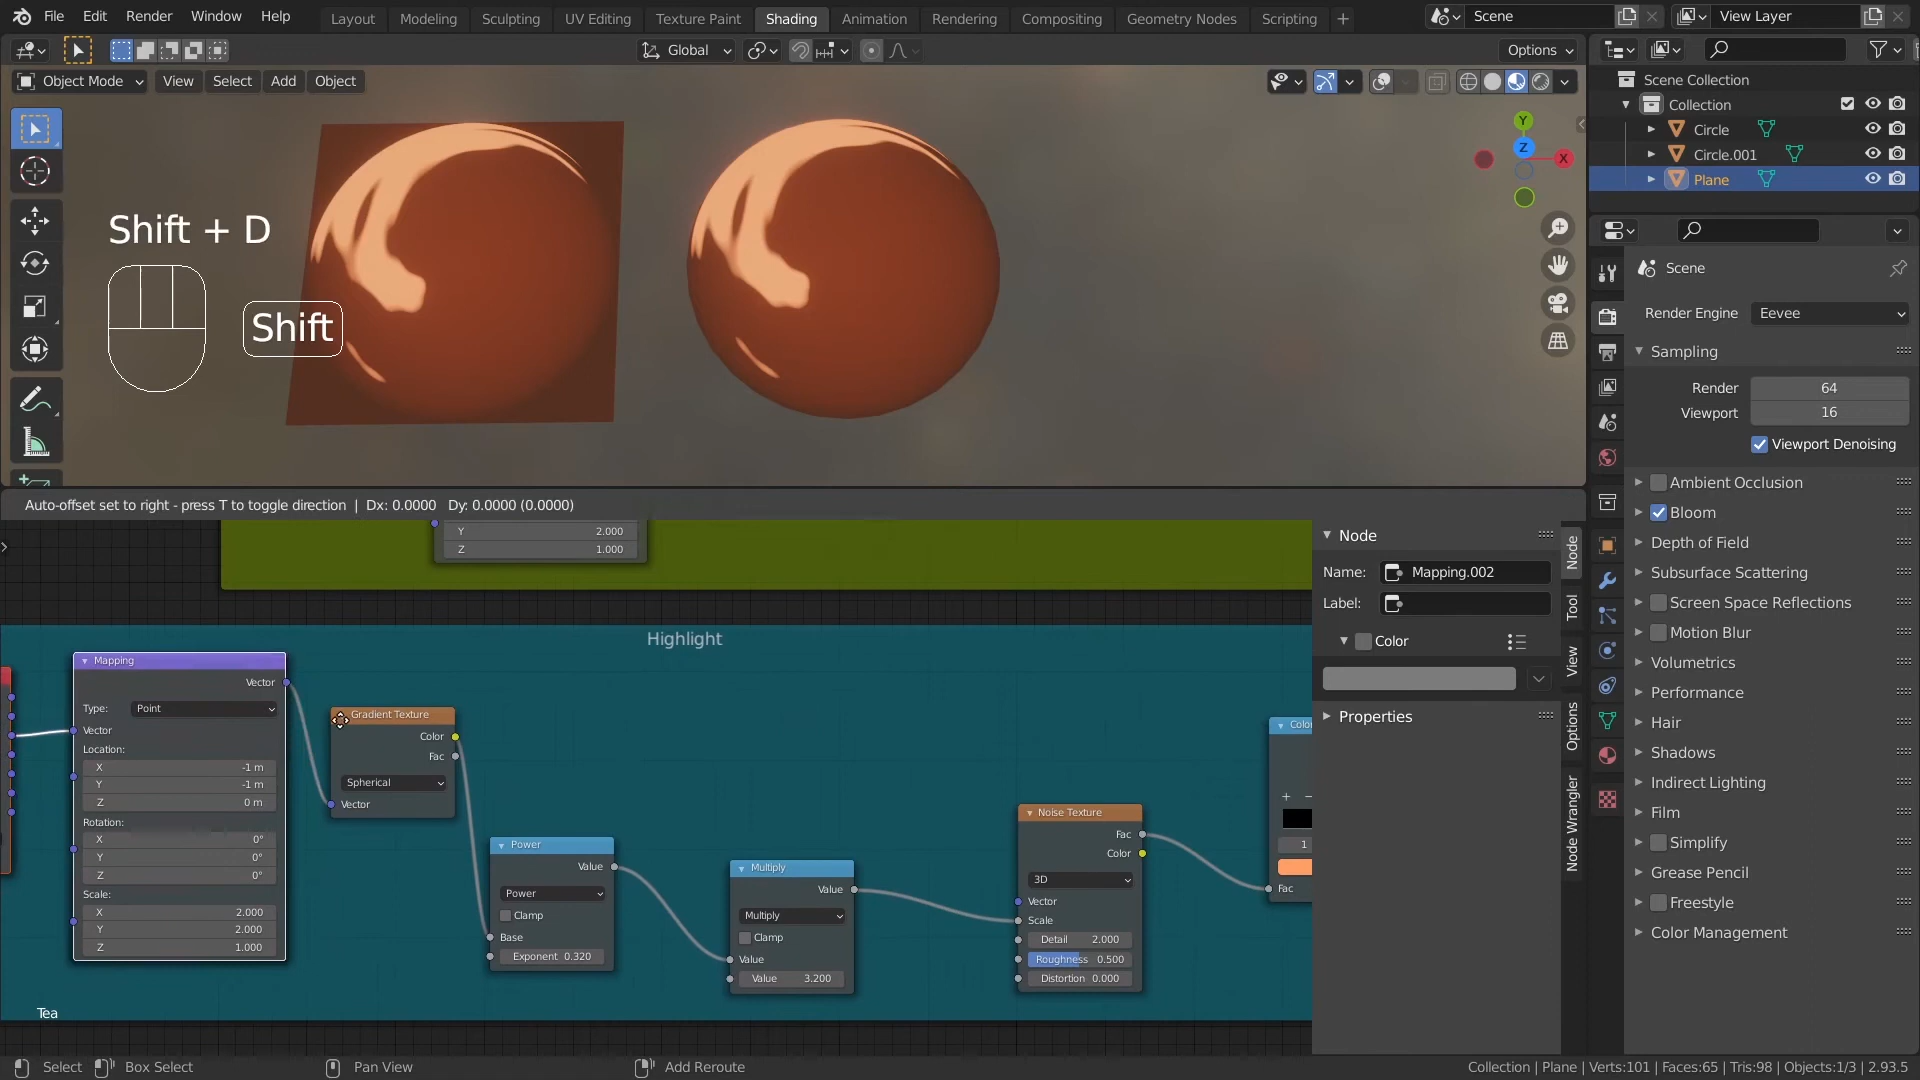 File Edit Render Window Help Layout Modeling Sculpting UV Editing Texture Paint Shading Animation Rendering Compositing Geometry Nodes Scripting + Scene View Layer
Global Options
Object Mode View Select Add Object
Scene Collection
Collection
Circle
Circle.001
Plane
Y
Z
X
Shift + D
Shift
Scene
Render Engine Eevee
Sampling
Render 64
Viewport 16
Viewport Denoising
Ambient Occlusion
Bloom
Depth of Field
Subsurface Scattering
Screen Space Reflections
Motion Blur
Volumetrics
Performance
Hair
Shadows
Indirect Lighting
Film
Simplify
Grease Pencil
Freestyle
Color Management
Auto-offset set to right - press T to toggle direction | Dx: 0.0000 Dy: 0.0000 (0.0000)
Y 2.000
Z 1.000
Highlight
Mapping
Vector
Type: Point
Vector
Location:
X -1 m
Y -1 m
Z 0 m
Rotation:
X 0°
Y 0°
Z 0°
Scale:
X 2.000
Y 2.000
Z 1.000
Gradient Texture
Color
Fac
Spherical
Vector
Power
Value
Power
Clamp
Base
Exponent 0.320
Multiply
Value
Multiply
Clamp
Value
Value 3.200
Noise Texture
Fac
Color
3D
Vector
Scale
Detail 2.000
Roughness 0.500
Distortion 0.000
Color
+ −
1
Fac
Tea
Node
Name: Mapping.002
Label:
Color
Properties
Node
Tool
View
Options
Node Wrangler
Select Box Select Pan View Add Reroute Collection | Plane | Verts:101 | Faces:65 | Tris:98 | Objects:1/3 | 2.93.5